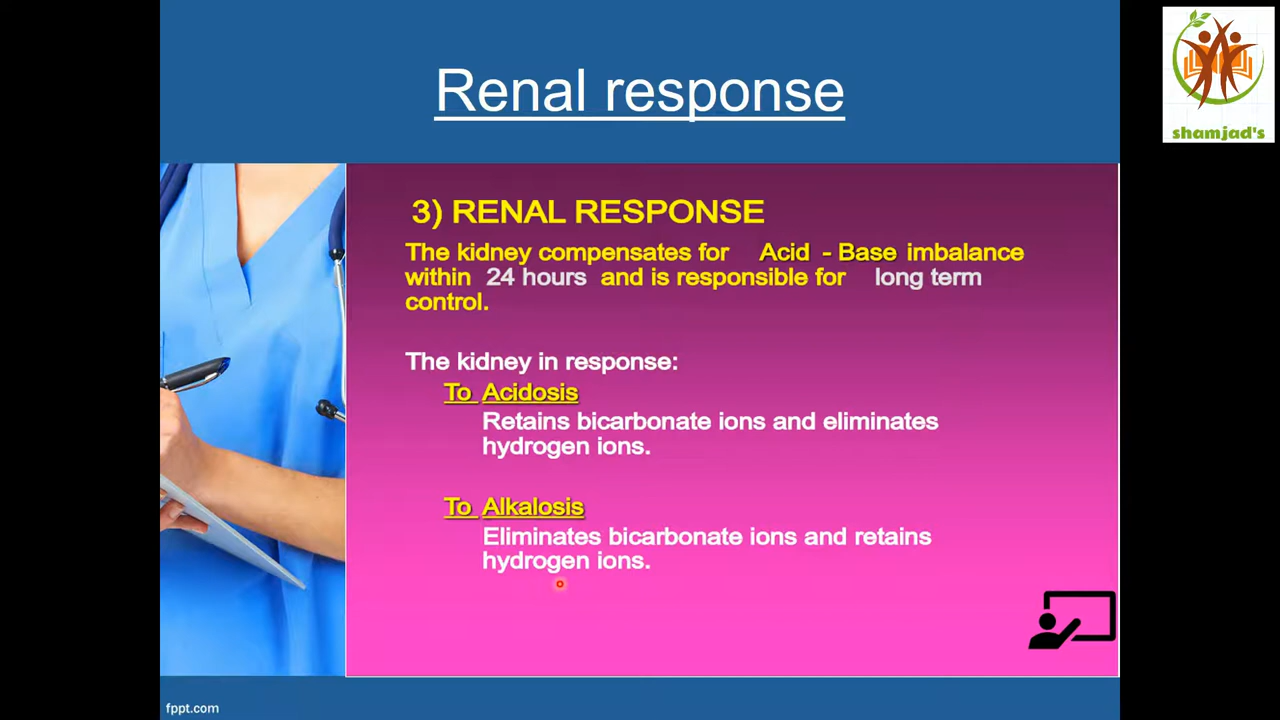 Renal response
shamjad's
3) RENAL RESPONSE
The kidney compensates for Acid - Base imbalance
within 24 hours and is responsible for long term
control.
The kidney in response:
To Acidosis
Retains bicarbonate ions and eliminates
hydrogen ions.
To Alkalosis
Eliminates bicarbonate ions and retains
hydrogen ions.
fppt.com